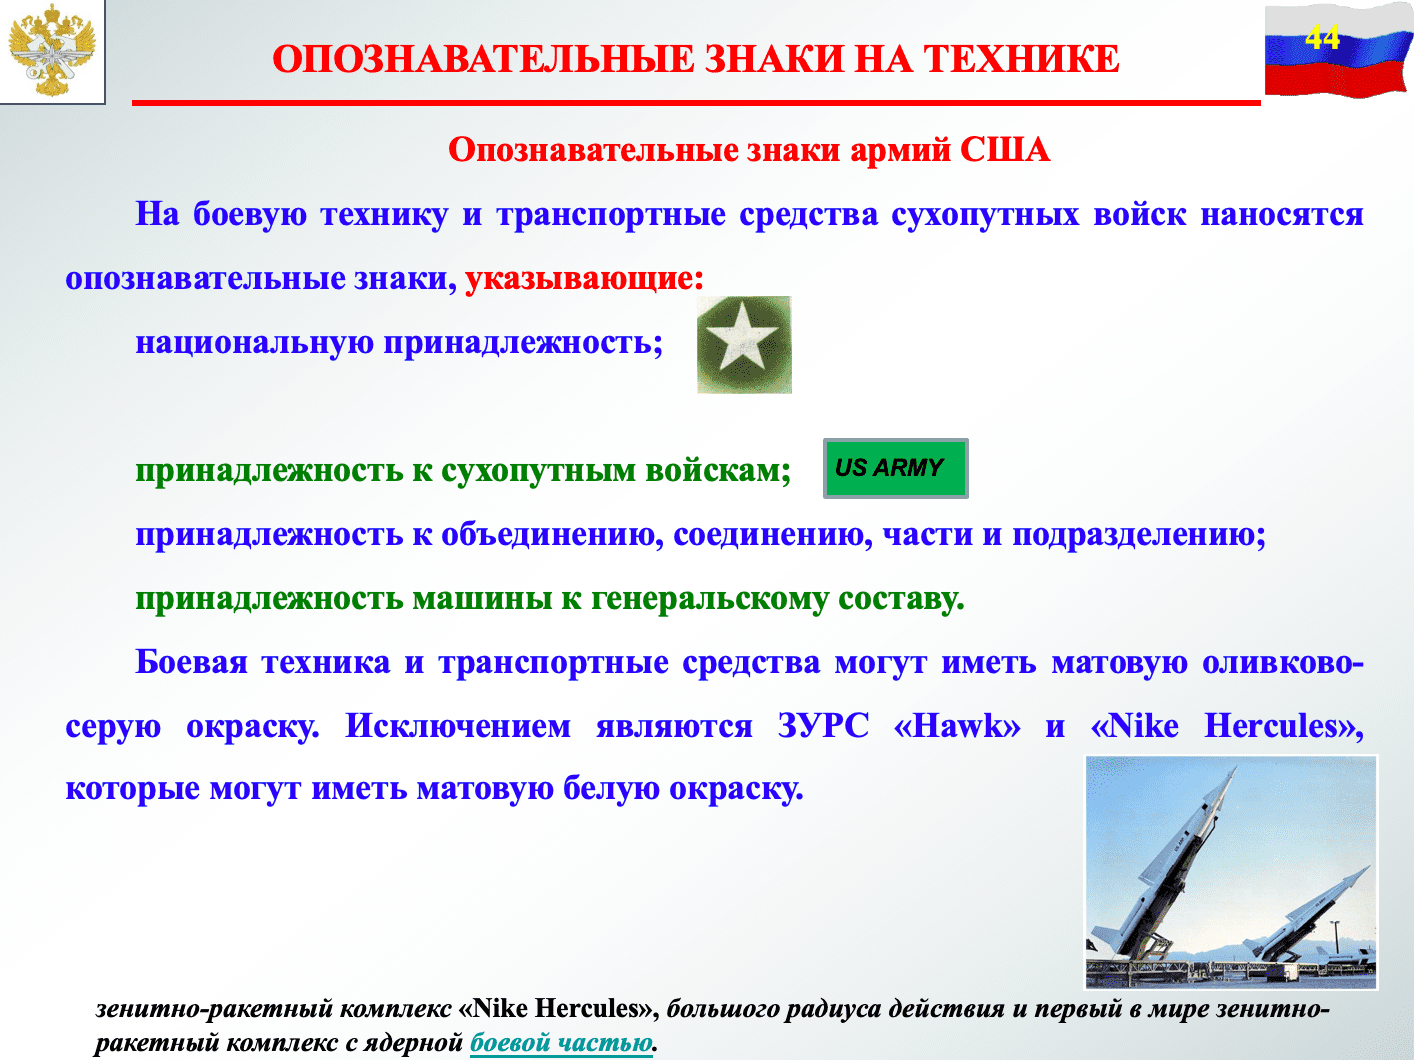 44
ОПОЗНАВАТЕЛЬНЫЕ ЗНАКИ НА ТЕХНИКЕ
Опознавательные знаки армий США
На боевую технику и транспортные средства сухопутных войск наносятся
опознавательные знаки, указывающие:
национальную принадлежность;
принадлежность к сухопутным войскам;
US ARMY
принадлежность к объединению, соединению, части и подразделению;
принадлежность машины к генеральскому составу.
Боевая техника и транспортные средства могут иметь матовую оливково-
серую окраску. Исключением являются ЗУРС «Hawk» и «Nike Hercules»,
которые могут иметь матовую белую окраску.
зенитно-ракетный комплекс «Nike Hercules», большого радиуса действия и первый в мире зенитно-
ракетный комплекс с ядерной боевой частью.